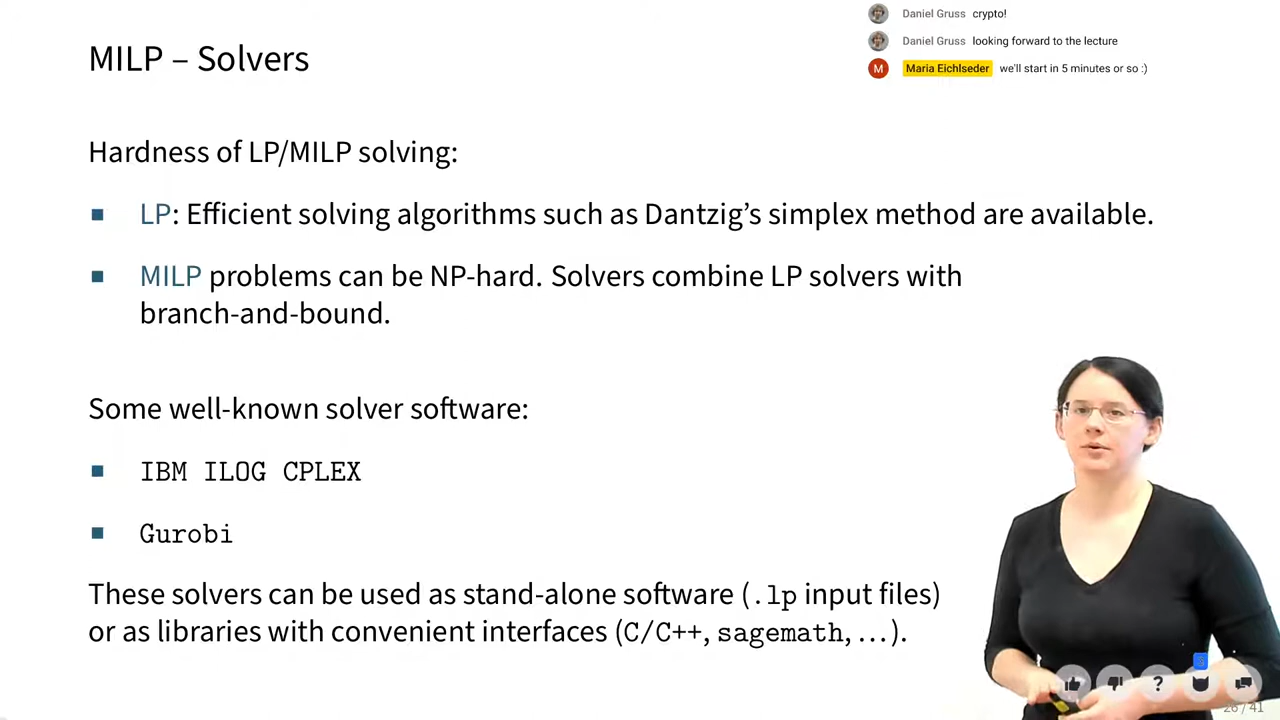 MILP – Solvers
Daniel Gruss crypto!
Daniel Gruss looking forward to the lecture
M Maria Eichlseder we'll start in 5 minutes or so :)
Hardness of LP/MILP solving:
LP: Efficient solving algorithms such as Dantzig's simplex method are available.
MILP problems can be NP-hard. Solvers combine LP solvers with
branch-and-bound.
Some well-known solver software:
IBM ILOG CPLEX
Gurobi
These solvers can be used as stand-alone software (.lp input files)
or as libraries with convenient interfaces (C/C++, sagemath, ...).
?
26 / 41